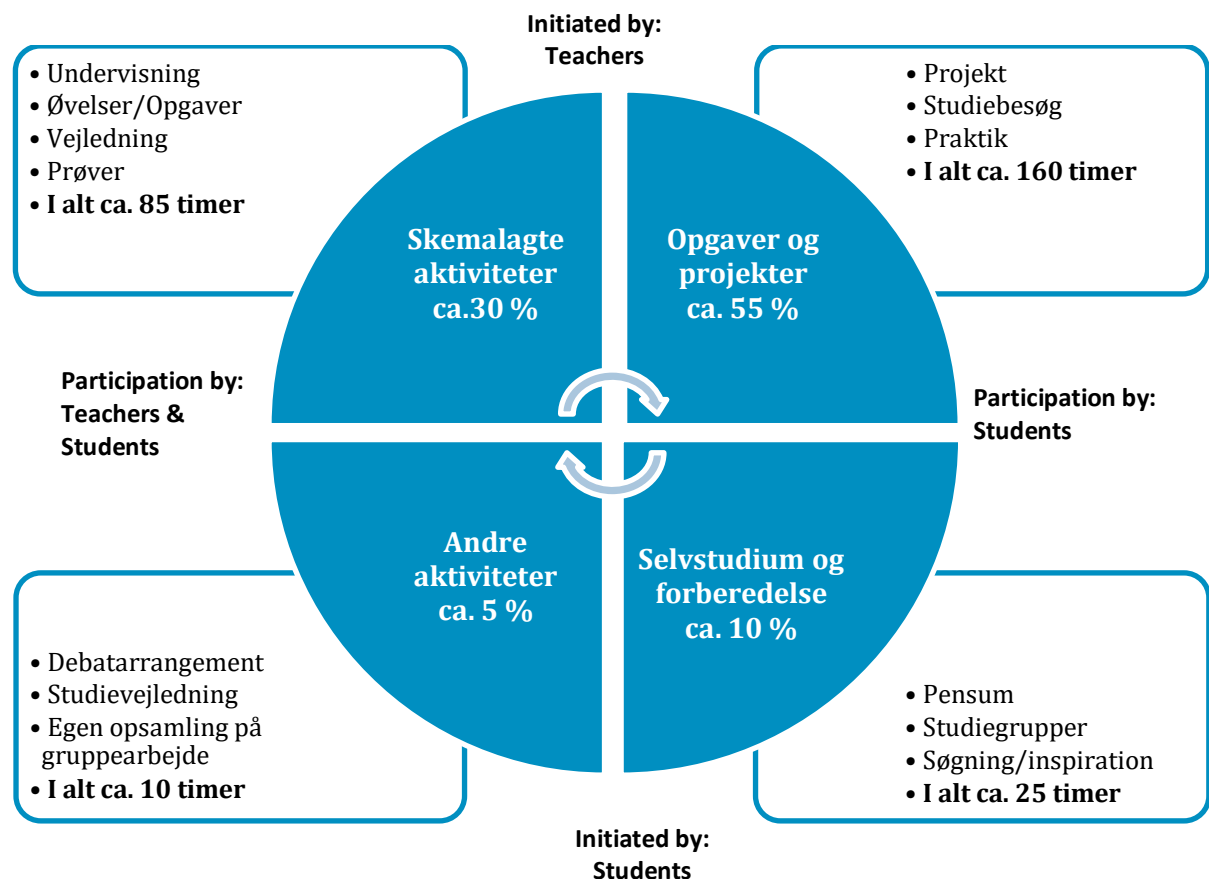 Initiated by:
Teachers
• Undervisning
• Øvelser/Opgaver
• Vejledning
• Prøver
• I alt ca. 85 timer
• Projekt
• Studiebesøg
• Praktik
• I alt ca. 160 timer
Skemalagte
aktiviteter
ca.30 %
Opgaver og
projekter
ca. 55 %
Participation by:
Teachers &
Students
Participation by:
Students
Andre
aktiviteter
ca. 5 %
Selvstudium og
forberedelse
ca. 10 %
• Debatarrangement
• Studievejledning
• Egen opsamling på
gruppearbejde
• I alt ca. 10 timer
• Pensum
• Studiegrupper
• Søgning/inspiration
• I alt ca. 25 timer
Initiated by:
Students